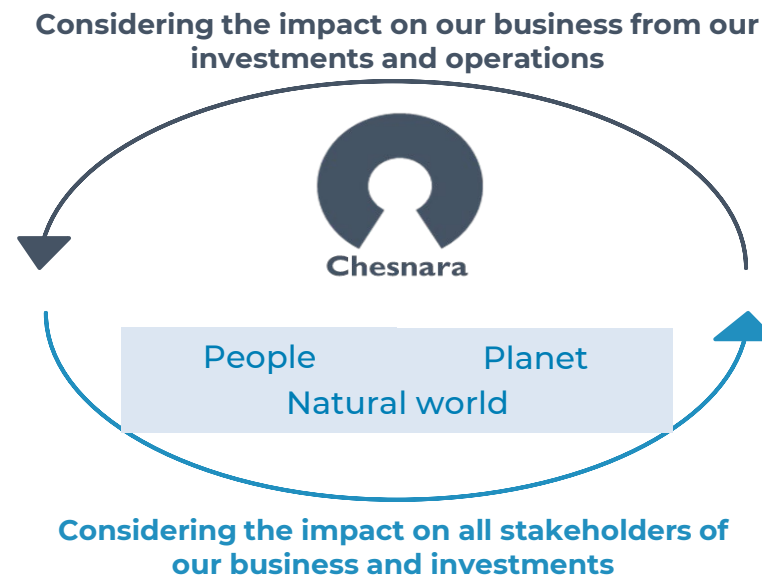 Considering the impact on our business from our
investments and operations
Chesnara
People Planet
Natural world
Considering the impact on all stakeholders of
our business and investments